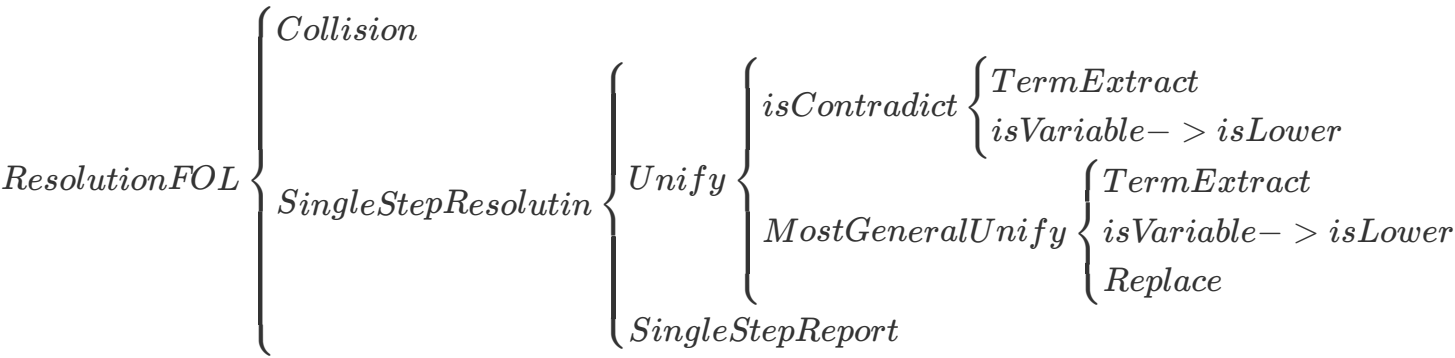 ResolutionFOL
Collision
SingleStepResolutin
Unify
isContradict
TermExtract
isVariable- > isLower
MostGeneralUnify
TermExtract
isVariable- > isLower
Replace
SingleStepReport